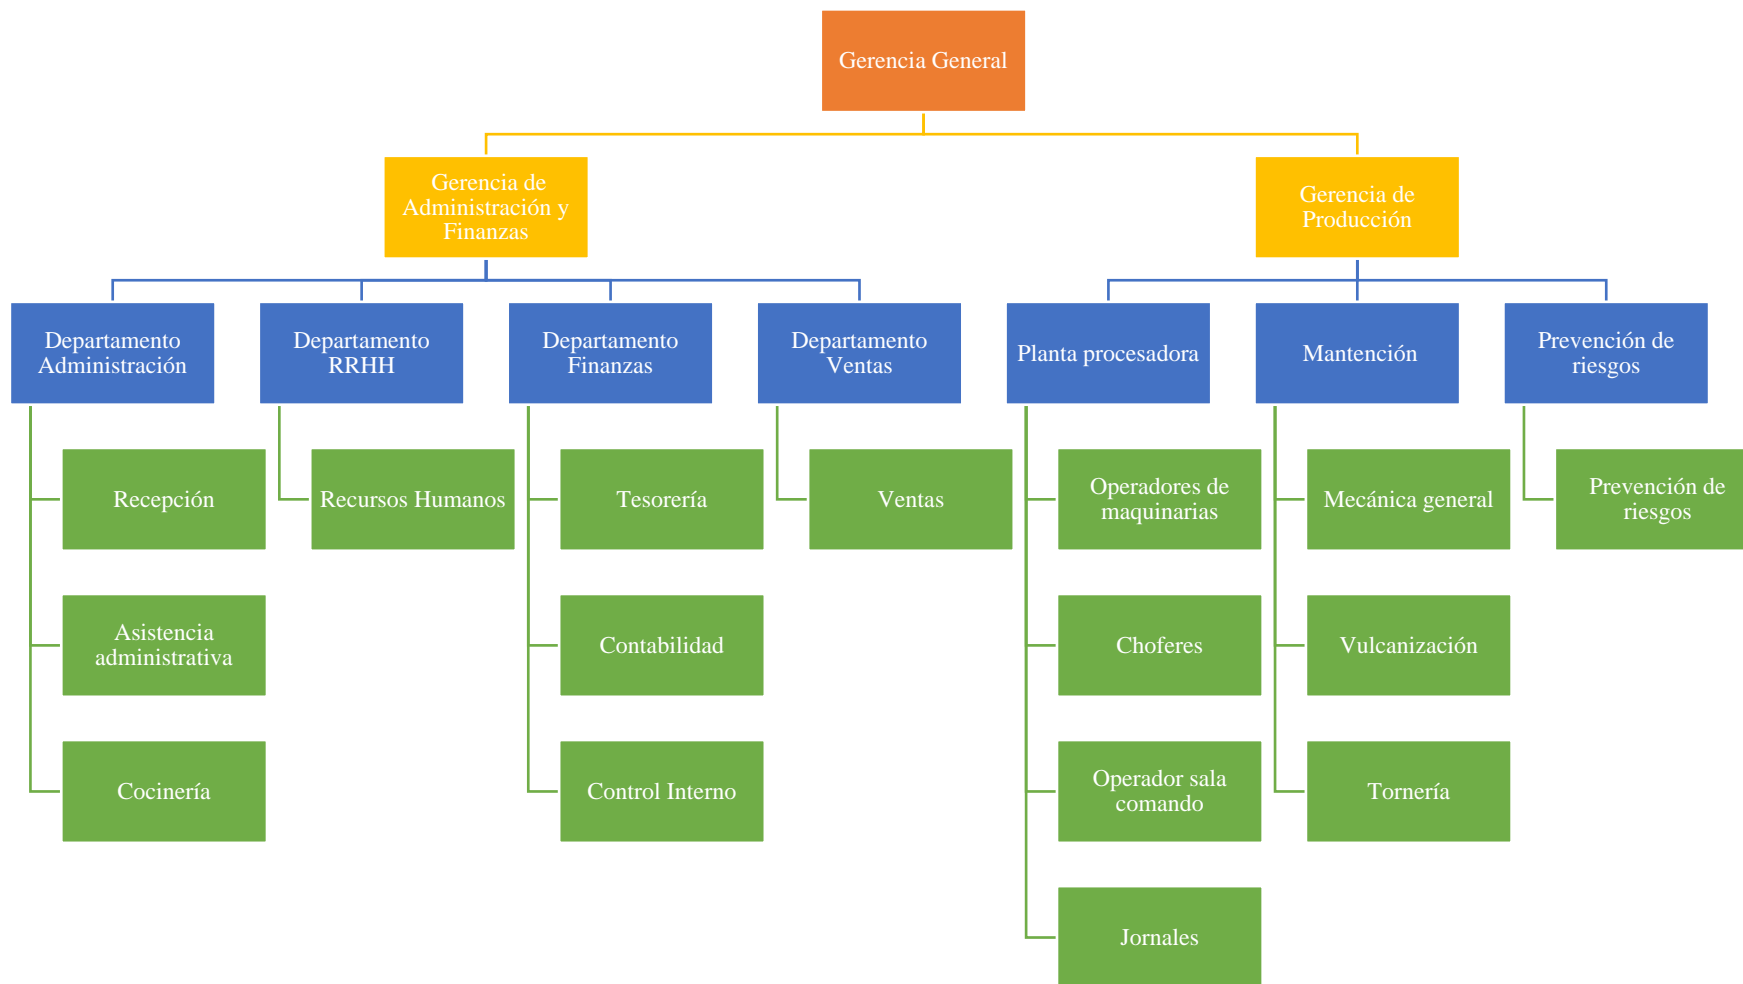 Gerencia General
Gerencia de
Administración y
Finanzas
Gerencia de
Producción
Departamento
Administración
Departamento
RRHH
Departamento
Finanzas
Departamento
Ventas
Planta procesadora
Mantención
Prevención de
riesgos
Recepción
Recursos Humanos
Tesorería
Ventas
Operadores de
maquinarias
Mecánica general
Prevención de
riesgos
Asistencia
administrativa
Contabilidad
Choferes
Vulcanización
Cocinería
Control Interno
Operador sala
comando
Tornería
Jornales